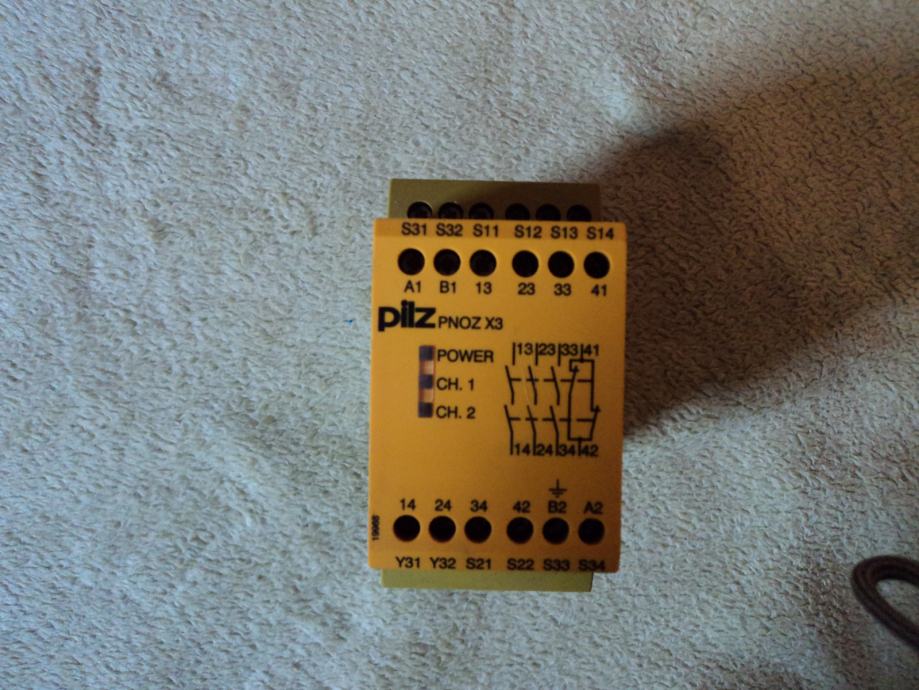 S31 S32 S11 S12 S13 S14
A1 B1 13 23 33 41
pilz PNOZ X3
POWER
CH. 1
CH. 2
13 23 33 41
14 24 34 42
14 24 34 42 B2 A2
Y31 Y32 S21 S22 S33 S34